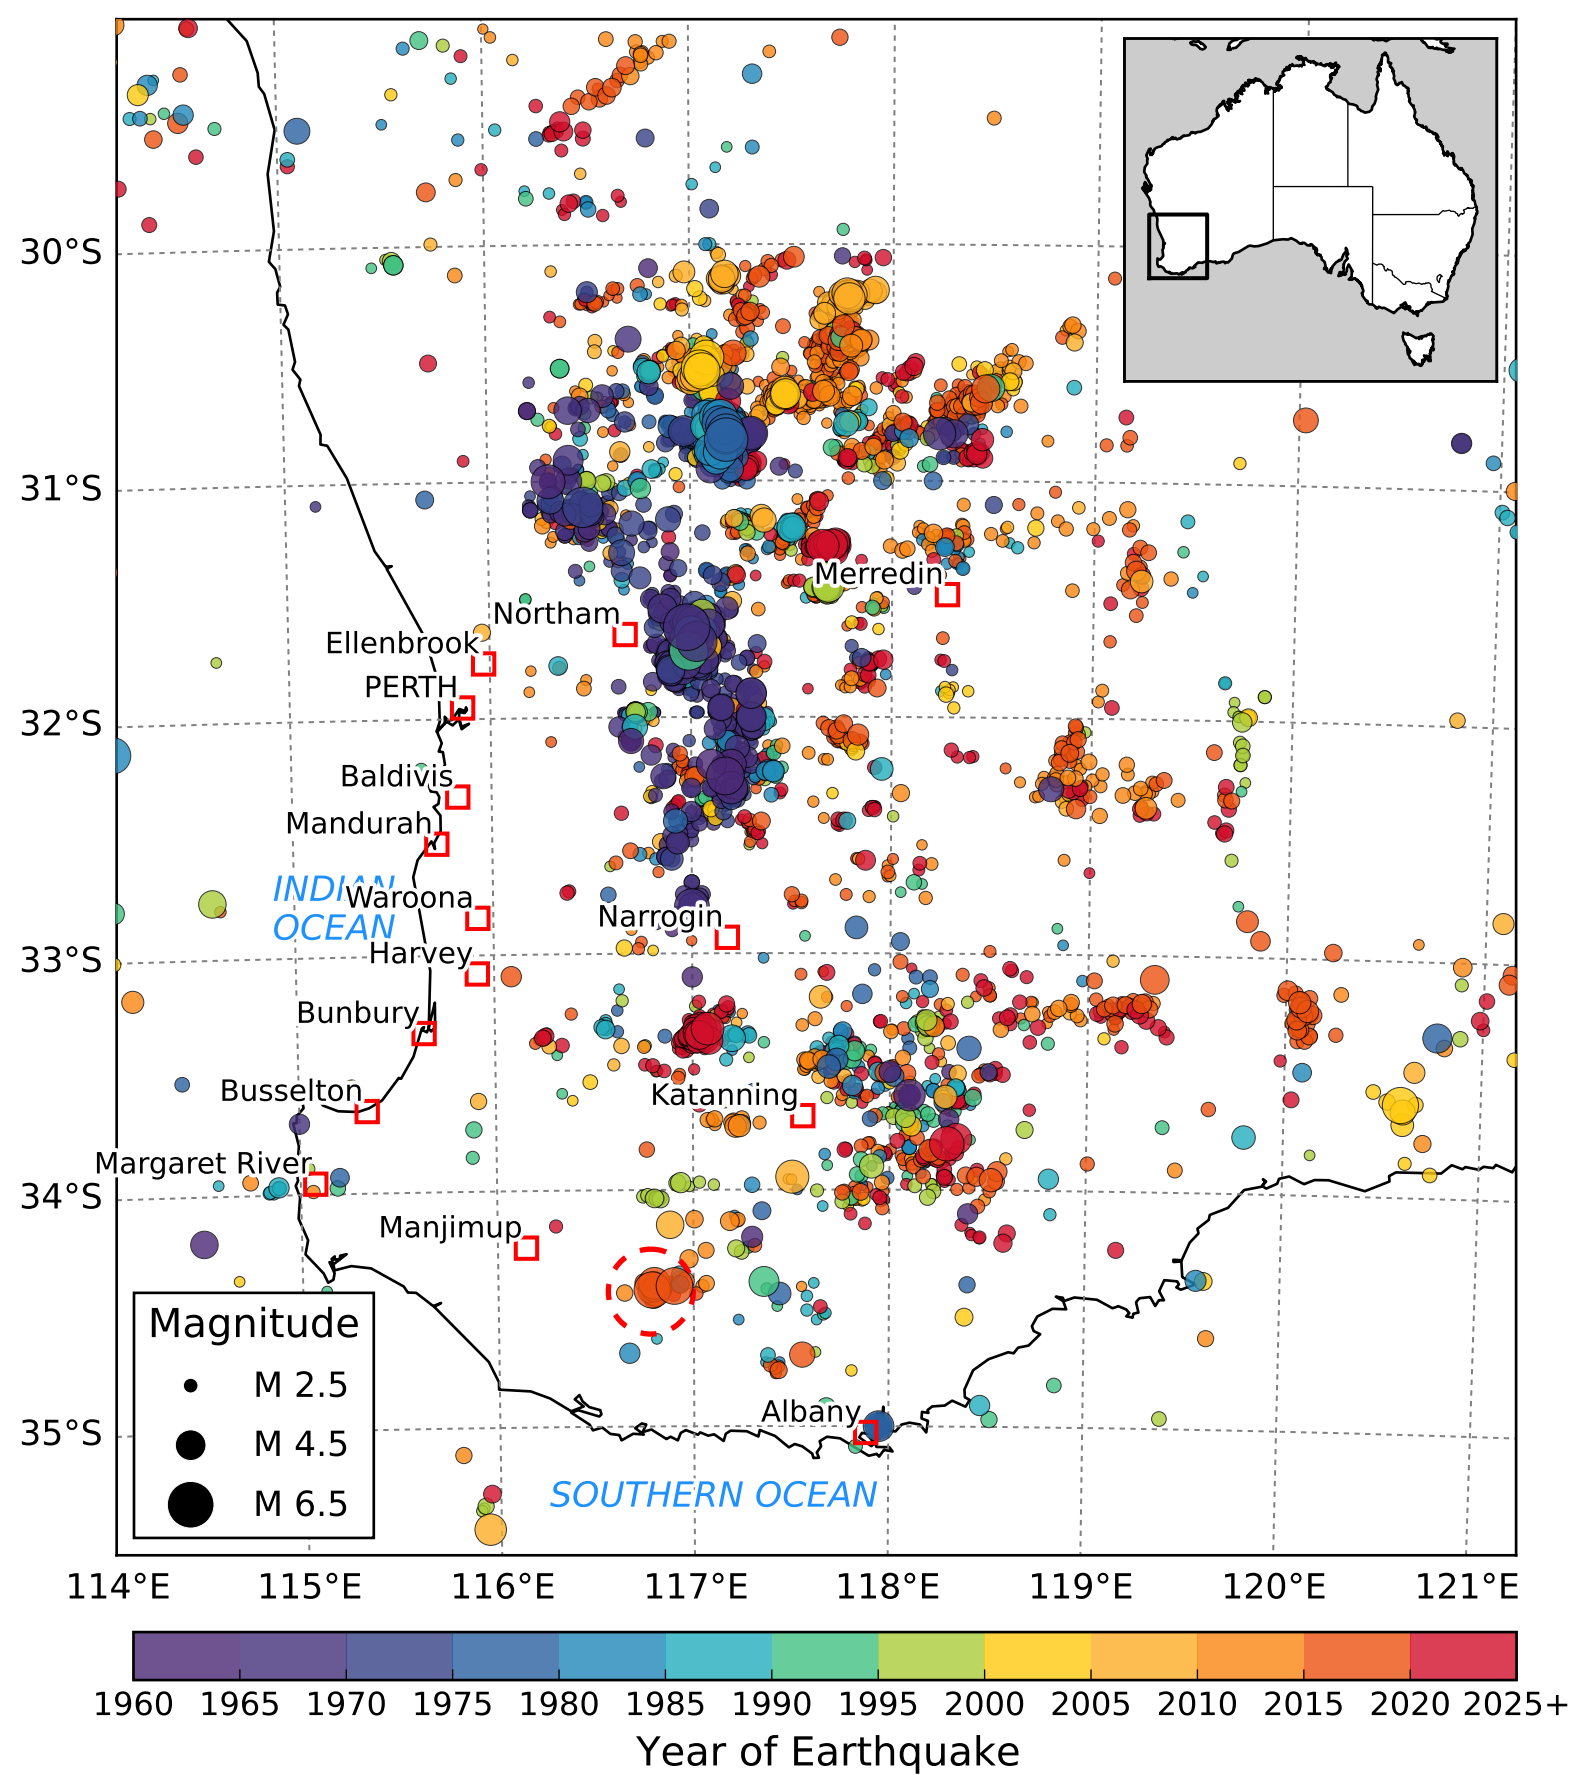 30°S
31°S
Merredin
Northam
Ellenbrook
PERTH
32°S
Baldivis
Mandurah
INDIAN
OCEAN
Waroona
Narrogin
33°S
Harvey
Bunbury
Busselton
Katanning
Margaret River
34°S
Manjimup
Magnitude
M 2.5
M 4.5
M 6.5
Albany
35°S
SOUTHERN OCEAN
114°E 115°E 116°E 117°E 118°E 119°E 120°E 121°E
1960 1965 1970 1975 1980 1985 1990 1995 2000 2005 2010 2015 2020 2025+
Year of Earthquake